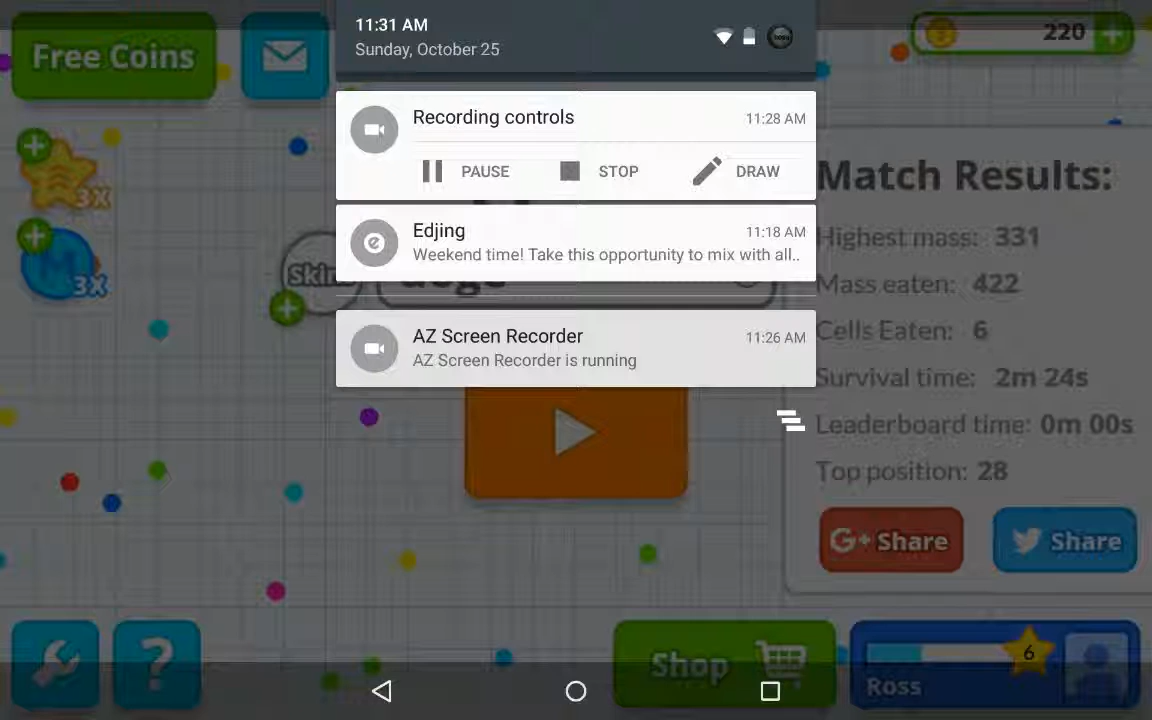 11:31 AM
Sunday, October 25
Free Coins
220
Recording controls
11:28 AM
PAUSE
STOP
DRAW
3X
Edjing
11:18 AM
Weekend time! Take this opportunity to mix with all..
3X
Skin
doge
AZ Screen Recorder
11:26 AM
AZ Screen Recorder is running
Match Results:
Highest mass: 331
Mass eaten: 422
Cells Eaten: 6
Survival time: 2m 24s
Leaderboard time: 0m 00s
Top position: 28
G+ Share
Share
?
Shop
6
Ross